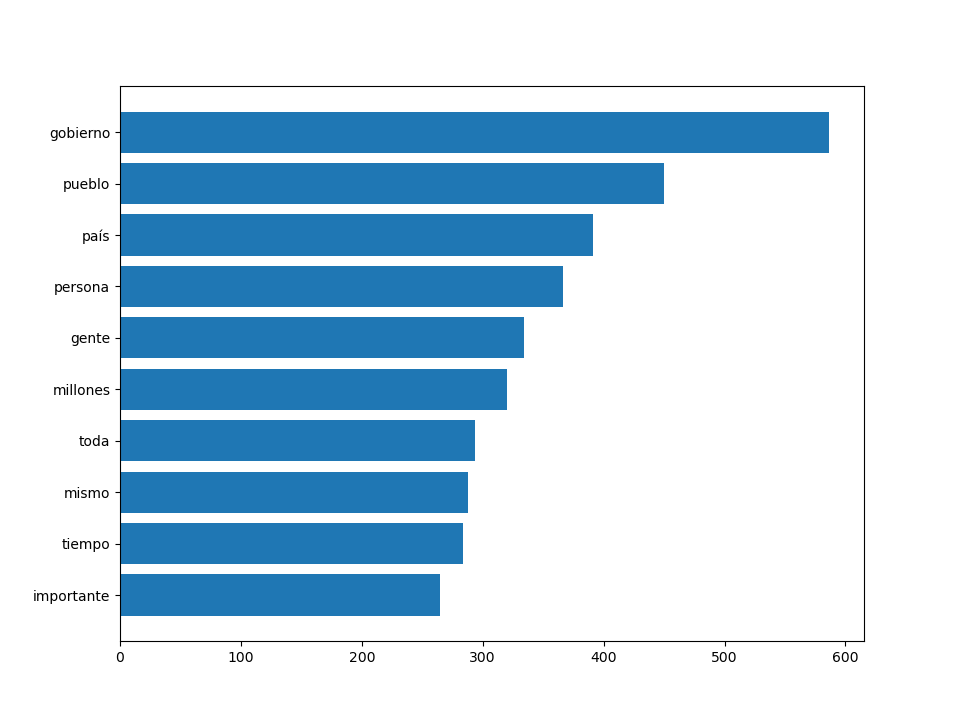 gobierno
pueblo
país
persona
gente
millones
toda
mismo
tiempo
importante
0 100 200 300 400 500 600